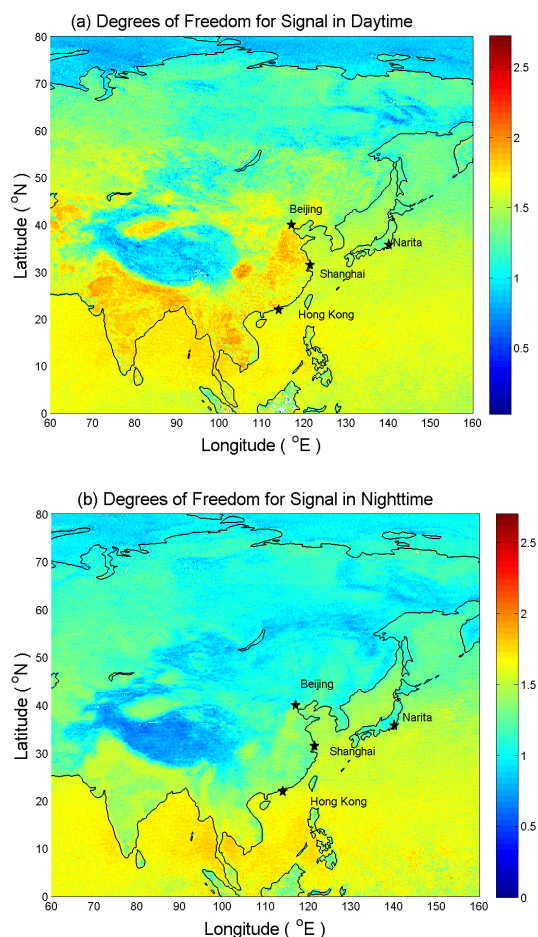 (a) Degrees of Freedom for Signal in Daytime
80
70
60
50
40
30
20
10
0
Latitude ( °N )
60 70 80 90 100 110 120 130 140 150 160
Longitude ( °E )
Beijing
Narita
Shanghai
Hong Kong
2.5
2
1.5
1
0.5
(b) Degrees of Freedom for Signal in Nighttime
80
70
60
50
40
30
20
10
0
Latitude ( °N )
60 70 80 90 100 110 120 130 140 150 160
Longitude ( °E )
Beijing
Narita
Shanghai
Hong Kong
2.5
2
1.5
1
0.5
0